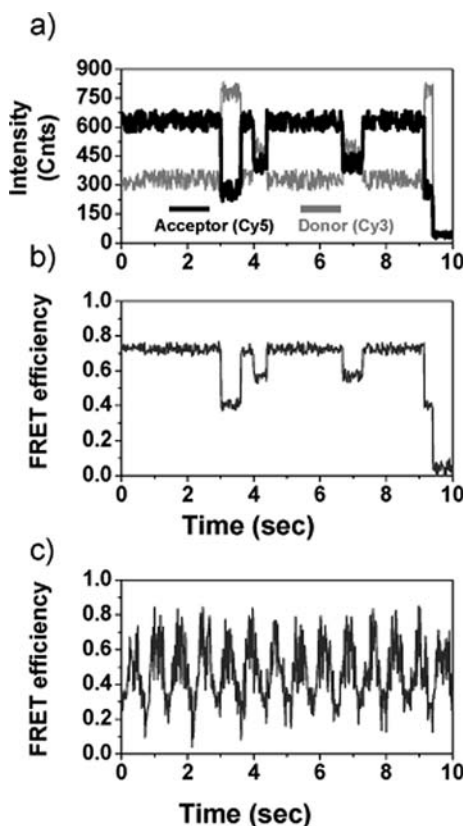 a)
Intensity
(Cnts)
900
750
600
450
300
150
0
Acceptor (Cy5) Donor (Cy3)
0 2 4 6 8 10
b)
FRET efficiency
1.0
0.8
0.6
0.4
0.2
0.0
0 2 4 6 8 10
Time (sec)
c)
FRET efficiency
1.0
0.8
0.6
0.4
0.2
0.0
0 2 4 6 8 10
Time (sec)